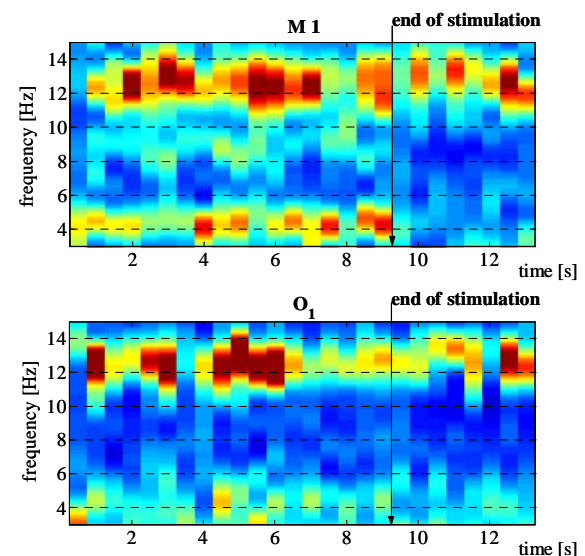 end of stimulation
M 1
frequency [Hz]
14
12
10
8
6
4
2 4 6 8 10 12
time [s]
end of stimulation
O1
frequency [Hz]
14
12
10
8
6
4
2 4 6 8 10 12
time [s]